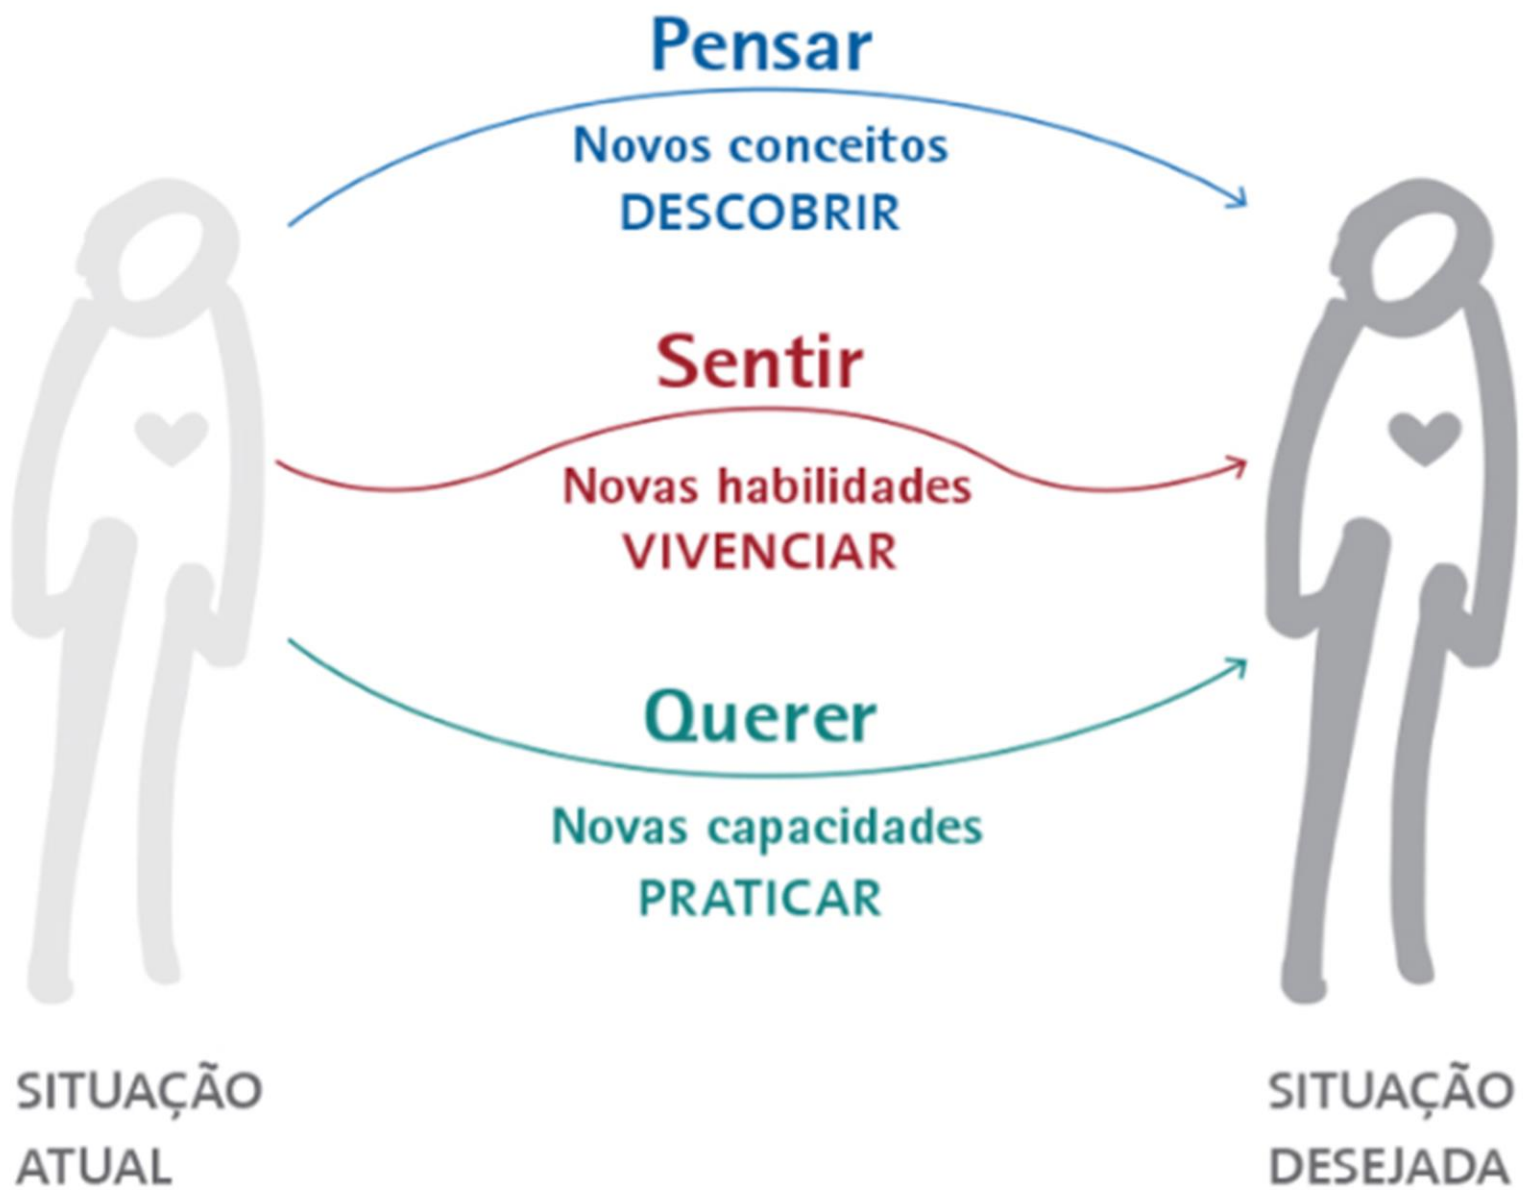 Pensar
Novos conceitos
DESCOBRIR
Sentir
Novas habilidades
VIVENCIAR
Querer
Novas capacidades
PRATICAR
SITUAÇÃO
ATUAL
SITUAÇÃO
DESEJADA